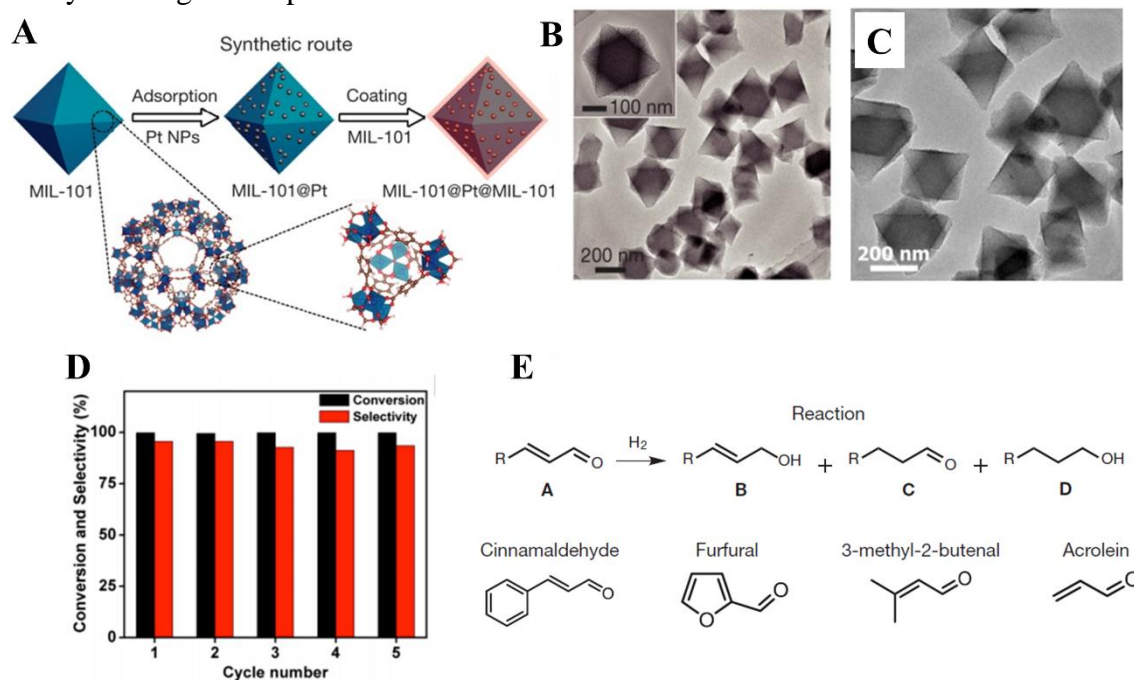 A
Synthetic route
Adsorption
Pt NPs
Coating
MIL-101
MIL-101
MIL-101@Pt
MIL-101@Pt@MIL-101
B
100 nm
200 nm
C
200 nm
D
Conversion
Selectivity
Conversion and Selectivity (%)
100
75
50
25
0
1 2 3 4 5
Cycle number
E
Reaction
R O H₂ R OH + R O + R OH
A B C D
Cinnamaldehyde Furfural 3-methyl-2-butenal Acrolein
O O O O O